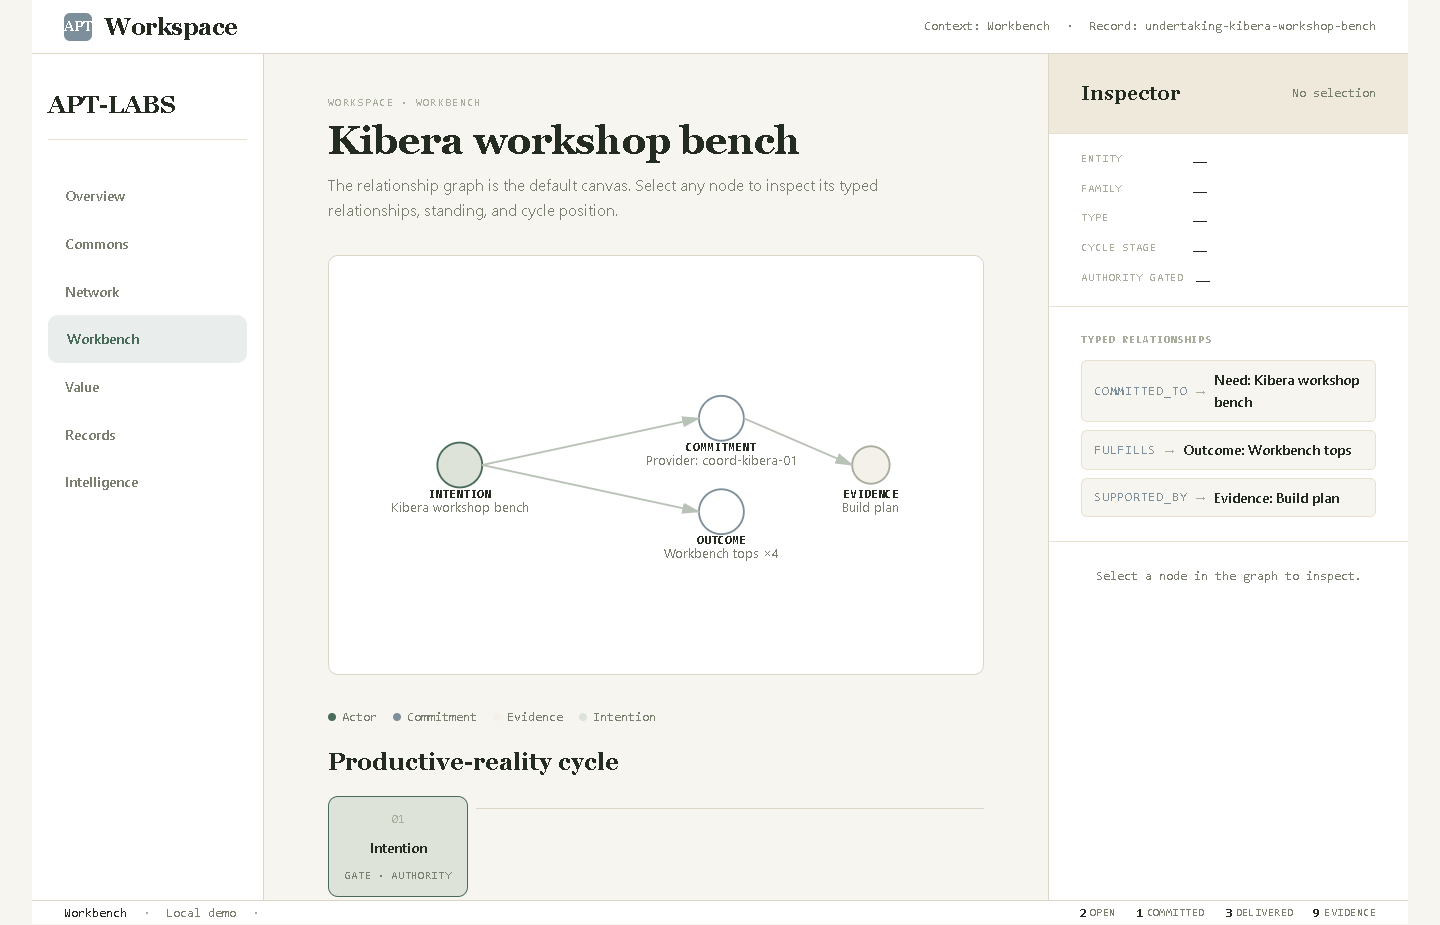 APT Workspace
Context: Workbench · Record: undertaking-kibera-workshop-bench
APT-LABS
Overview
Commons
Network
Workbench
Value
Records
Intelligence
WORKSPACE · WORKBENCH
Kibera workshop bench
The relationship graph is the default canvas. Select any node to inspect its typed
relationships, standing, and cycle position.
COMMITMENT
Provider: coord-kibera-01
INTENTION
Kibera workshop bench
EVIDENCE
Build plan
OUTCOME
Workbench tops ×4
Actor Commitment Evidence Intention
Productive-reality cycle
01
Intention
GATE · AUTHORITY
Inspector No selection
ENTITY —
FAMILY —
TYPE —
CYCLE STAGE —
AUTHORITY GATED —
TYPED RELATIONSHIPS
COMMITTED_TO → Need: Kibera workshop
bench
FULFILLS → Outcome: Workbench tops
SUPPORTED_BY → Evidence: Build plan
Select a node in the graph to inspect.
Workbench · Local demo ·
2 OPEN 1 COMMITTED 3 DELIVERED 9 EVIDENCE